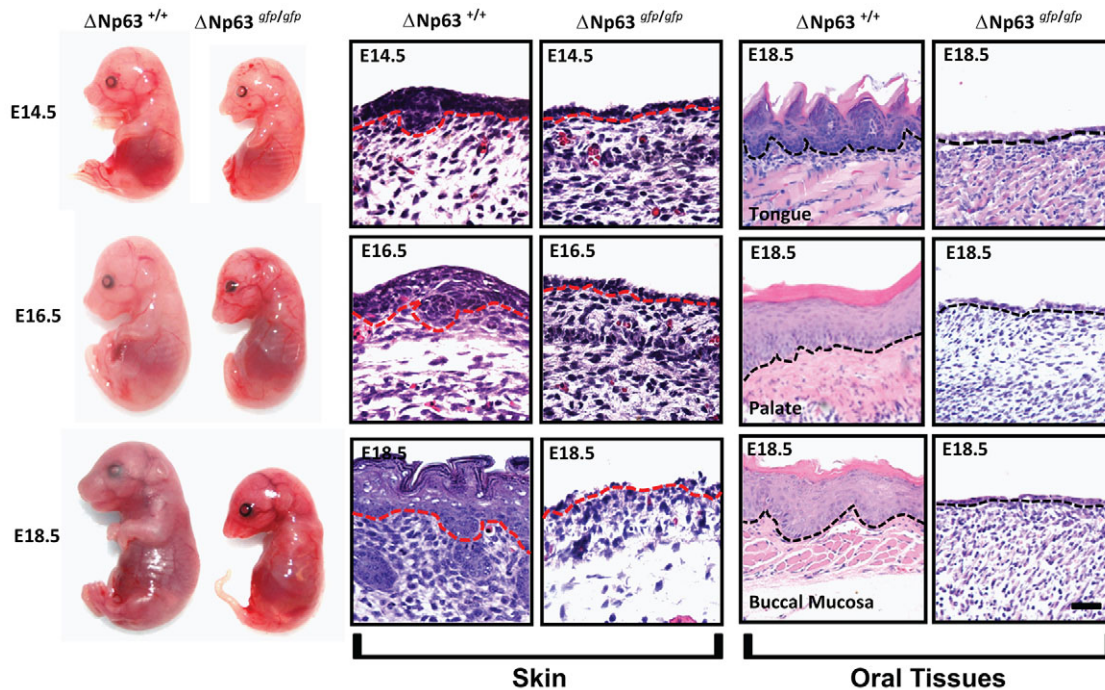 ΔNp63 +/+ ΔNp63 gfp/gfp ΔNp63 +/+ ΔNp63 gfp/gfp ΔNp63 +/+ ΔNp63 gfp/gfp
E14.5 E14.5 E14.5 E18.5 E18.5
Tongue
E16.5 E16.5 E16.5 E18.5 E18.5
Palate
E18.5 E18.5 E18.5 E18.5 E18.5
Buccal Mucosa
Skin Oral Tissues